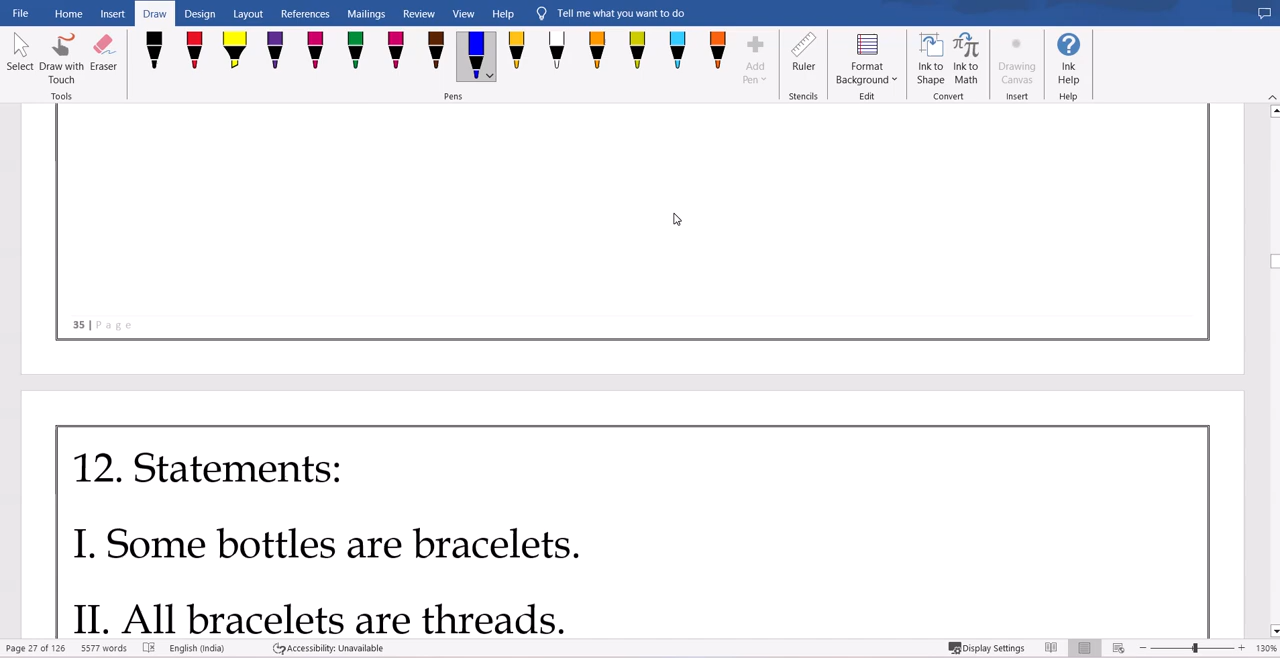 File Home Insert Draw Design Layout References Mailings Review View Help Tell me what you want to do
Select Draw with Touch Eraser Add Pen Ruler Format Background Ink to Shape Ink to Math Drawing Canvas Ink Help
Tools Pens Stencils Edit Convert Insert Help
35 | Page
12. Statements:
I. Some bottles are bracelets.
II. All bracelets are threads.
Page 27 of 126 5577 words English (India) Accessibility: Unavailable Display Settings 130%